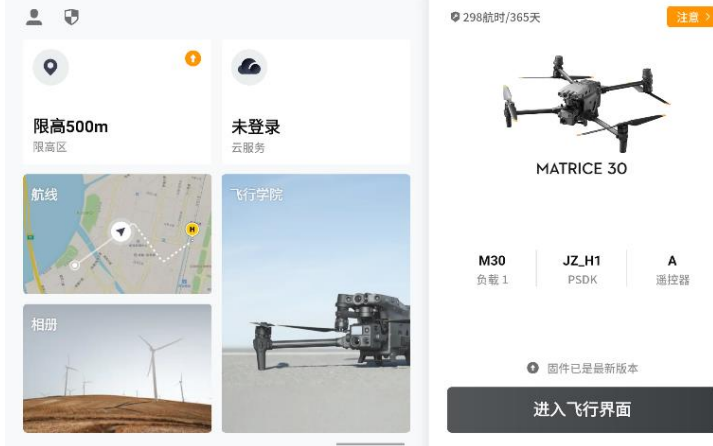 限高500m
限高区
未登录
云服务
航线
H
飞行学院
相册
298航时/365天
注意 >
MATRICE 30
M30
负载 1
JZ_H1
PSDK
A
遥控器
固件已是最新版本
进入飞行界面